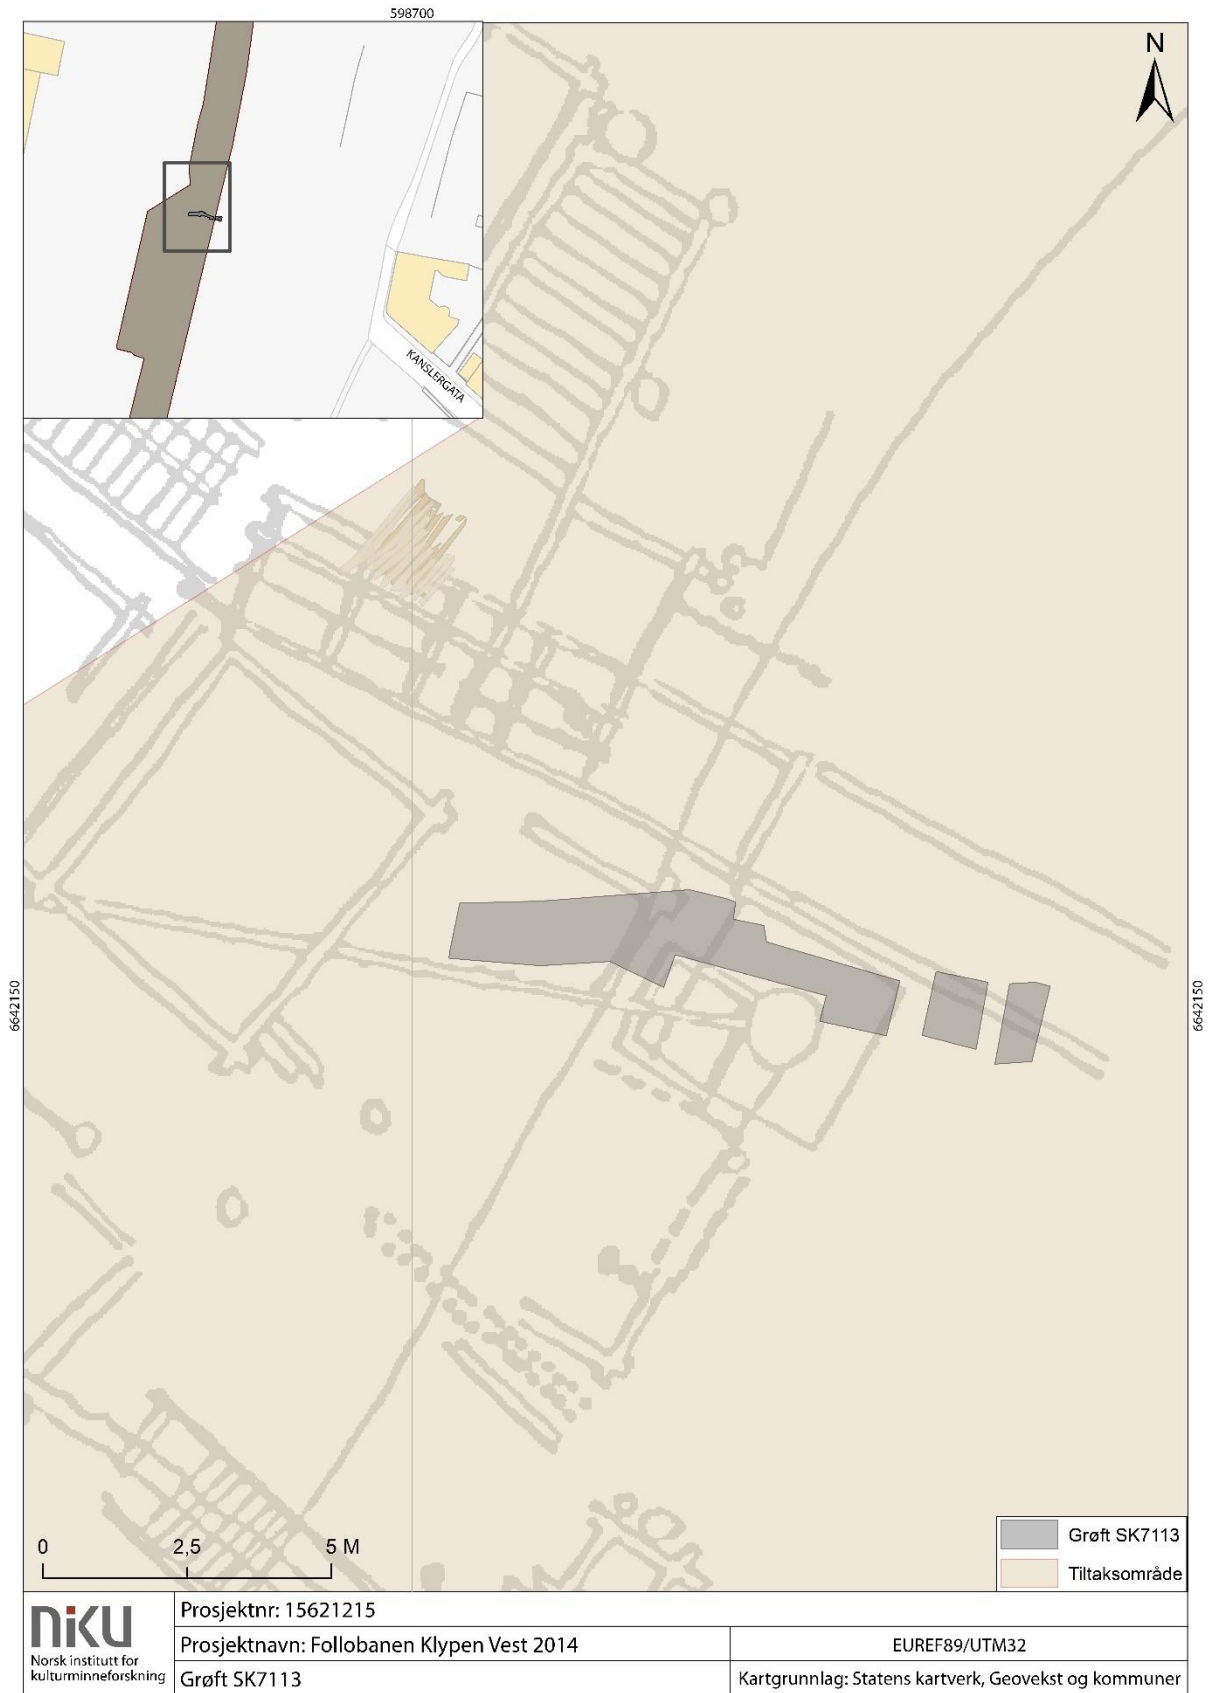 598700
N
KANSLERGATA
6642150
6642150
0 2,5 5 M
Grøft SK7113
Tiltaksområde
niku
Norsk institutt for
kulturminneforskning
Prosjektnr: 15621215
Prosjektnavn: Follobanen Klypen Vest 2014
EUREF89/UTM32
Grøft SK7113
Kartgrunnlag: Statens kartverk, Geovekst og kommuner